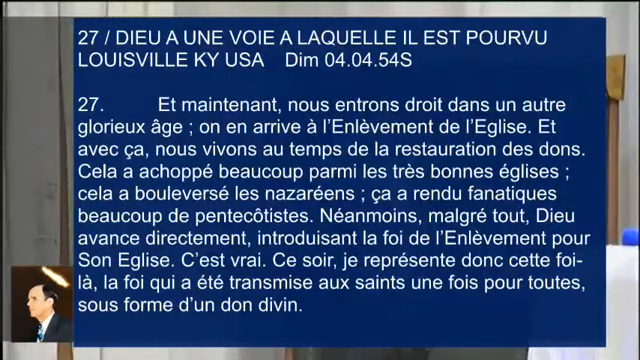 27 / DIEU A UNE VOIE A LAQUELLE IL EST POURVU
LOUISVILLE KY USA Dim 04.04.54S
27. Et maintenant, nous entrons droit dans un autre
glorieux âge ; on en arrive à l'Enlèvement de l'Eglise. Et
avec ça, nous vivons au temps de la restauration des dons.
Cela a achoppé beaucoup parmi les très bonnes églises ;
cela a bouleversé les nazaréens ; ça a rendu fanatiques
beaucoup de pentecôtistes. Néanmoins, malgré tout, Dieu
avance directement, introduisant la foi de l'Enlèvement pour
Son Eglise. C'est vrai. Ce soir, je représente donc cette foi-
là, la foi qui a été transmise aux saints une fois pour toutes,
sous forme d'un don divin.